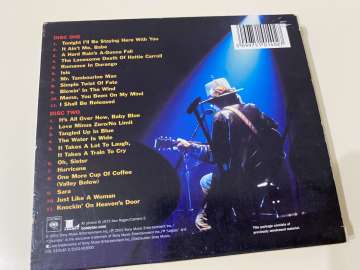 DISC ONE
1. Tonight I'll Be Staying Here With You
2. It Ain't Me, Babe
3. A Hard Rain's A-Gonna Fall
4. The Lonesome Death Of Hattie Carroll
5. Romance In Durango
6. Isis
7. Mr. Tambourine Man
8. Simple Twist Of Fate
9. Blowin' In The Wind
10. Mama, You Been On My Mind
11. I Shall Be Released
DISC TWO
1. It's All Over Now, Baby Blue
2. Love Minus Zero/No Limit
3. Tangled Up In Blue
4. The Water Is Wide
5. It Takes A Lot To Laugh,
It Takes A Train To Cry
6. Oh, Sister
7. Hurricane
8. One More Cup Of Coffee
(Valley Below)
9. Sara
10. Just Like A Woman
11. Knockin' On Heaven's Door